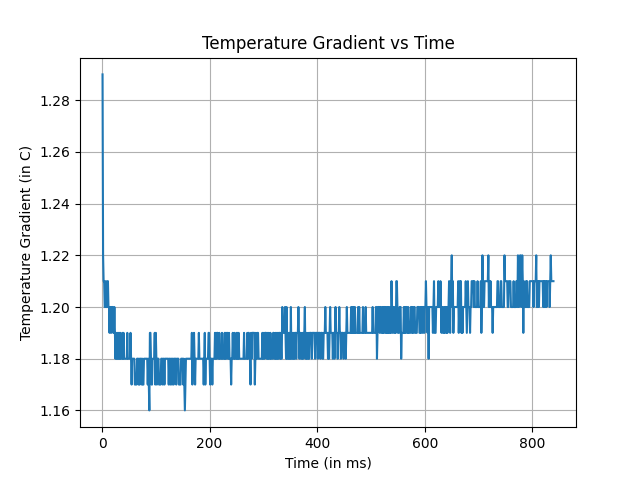 Temperature Gradient vs Time
1.28
1.26
1.24
1.22
1.20
1.18
1.16
Temperature Gradient (in C)
0 200 400 600 800
Time (in ms)